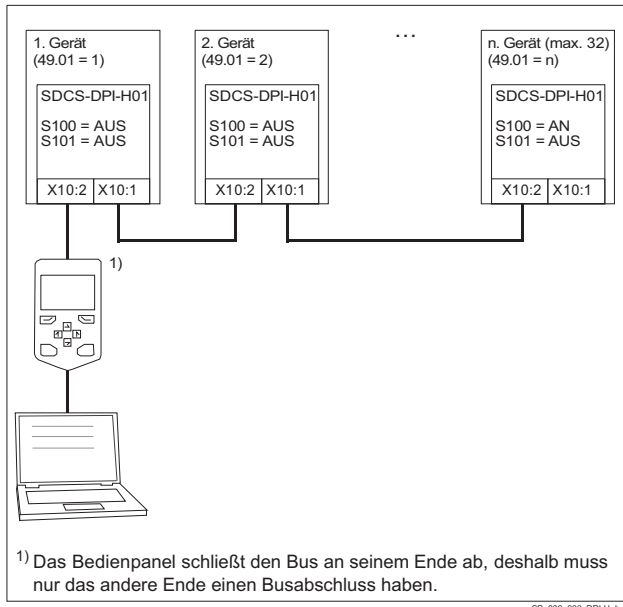 1. Gerät
(49.01 = 1)
SDCS-DPI-H01
S100 = AUS
S101 = AUS
X10:2 X10:1
2. Gerät
(49.01 = 2)
SDCS-DPI-H01
S100 = AUS
S101 = AUS
X10:2 X10:1
...
n. Gerät (max. 32)
(49.01 = n)
SDCS-DPI-H01
S100 = AN
S101 = AUS
X10:2 X10:1
1)
1) Das Bedienpanel schließt den Bus an seinem Ende ab, deshalb muss
nur das andere Ende einen Busabschluss haben.